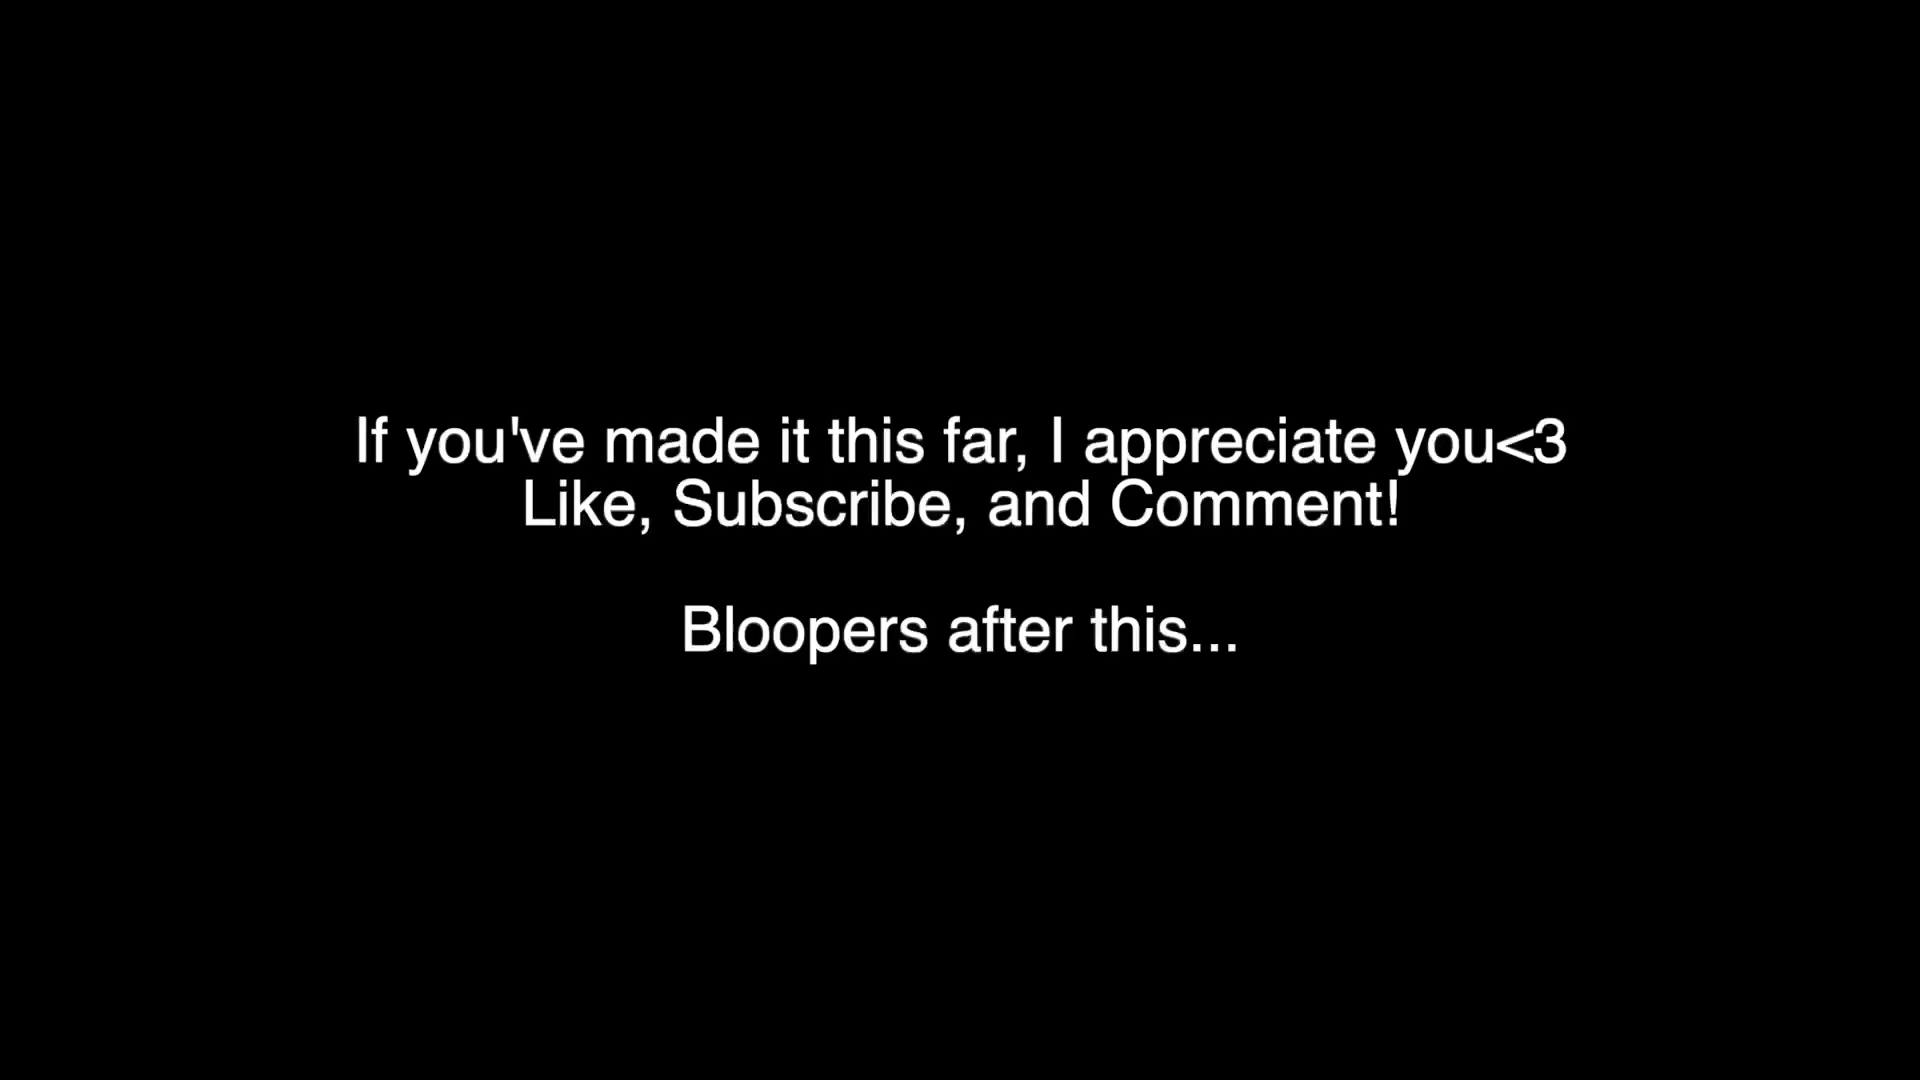 If you've made it this far, I appreciate you<3
Like, Subscribe, and Comment!
Bloopers after this...